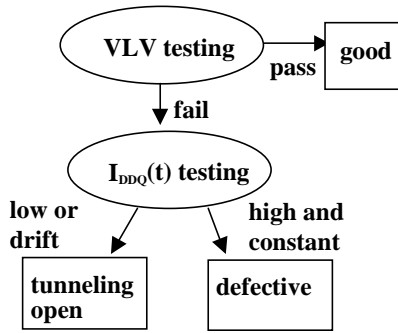 VLV testing
pass
good
fail
IDDQ(t) testing
low or
drift
high and
constant
tunneling
open
defective